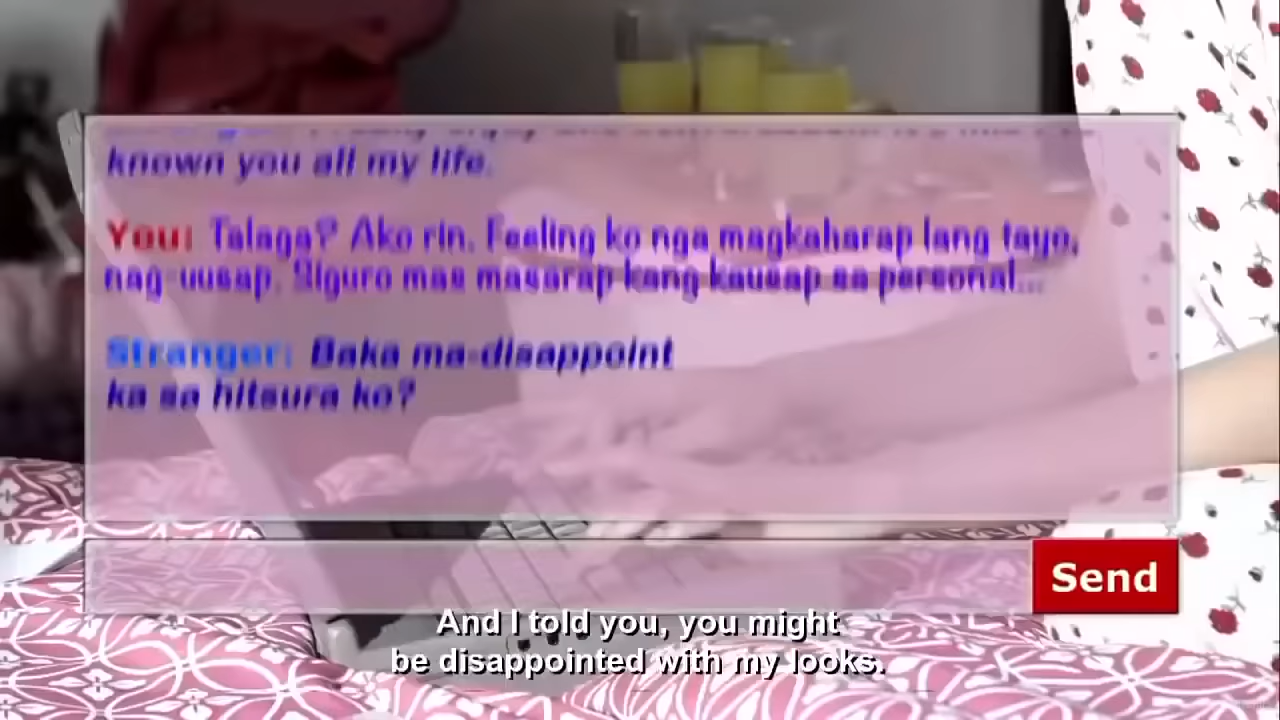 known you all my life.
You: Talaga? Ako rin. Feeling ko nga magkaharap lang tayo,
nag-uusap. Siguro mas masarap kang kausap sa personal...
Stranger: Baka ma-disappoint
ka sa hitsura ko?
Send
And I told you, you might
be disappointed with my looks.